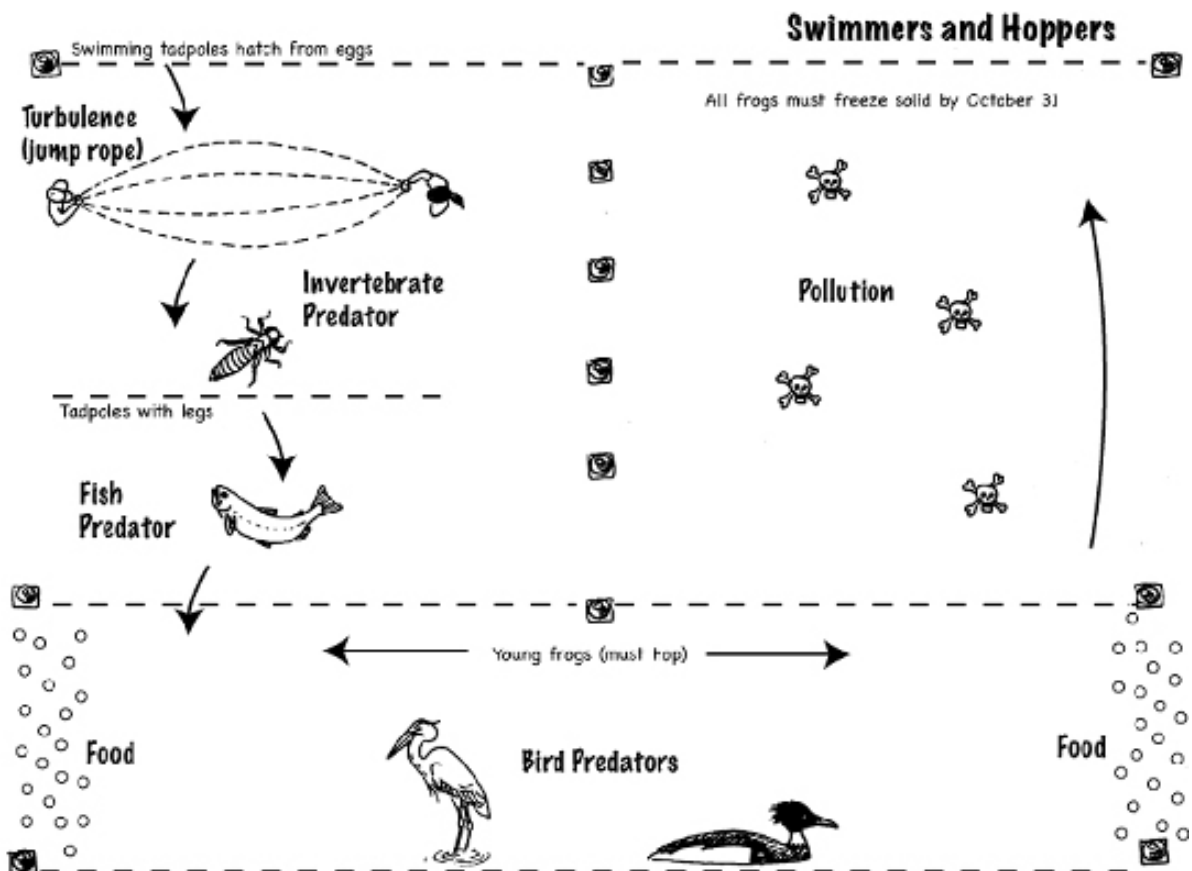 Swimmers and Hoppers
Swimming tadpoles hatch from eggs
All frogs must freeze solid by October 31
Turbulence
(jump rope)
Invertebrate
Predator
Pollution
Tadpoles with legs
Fish
Predator
Young frogs (must hop)
Food
Bird Predators
Food